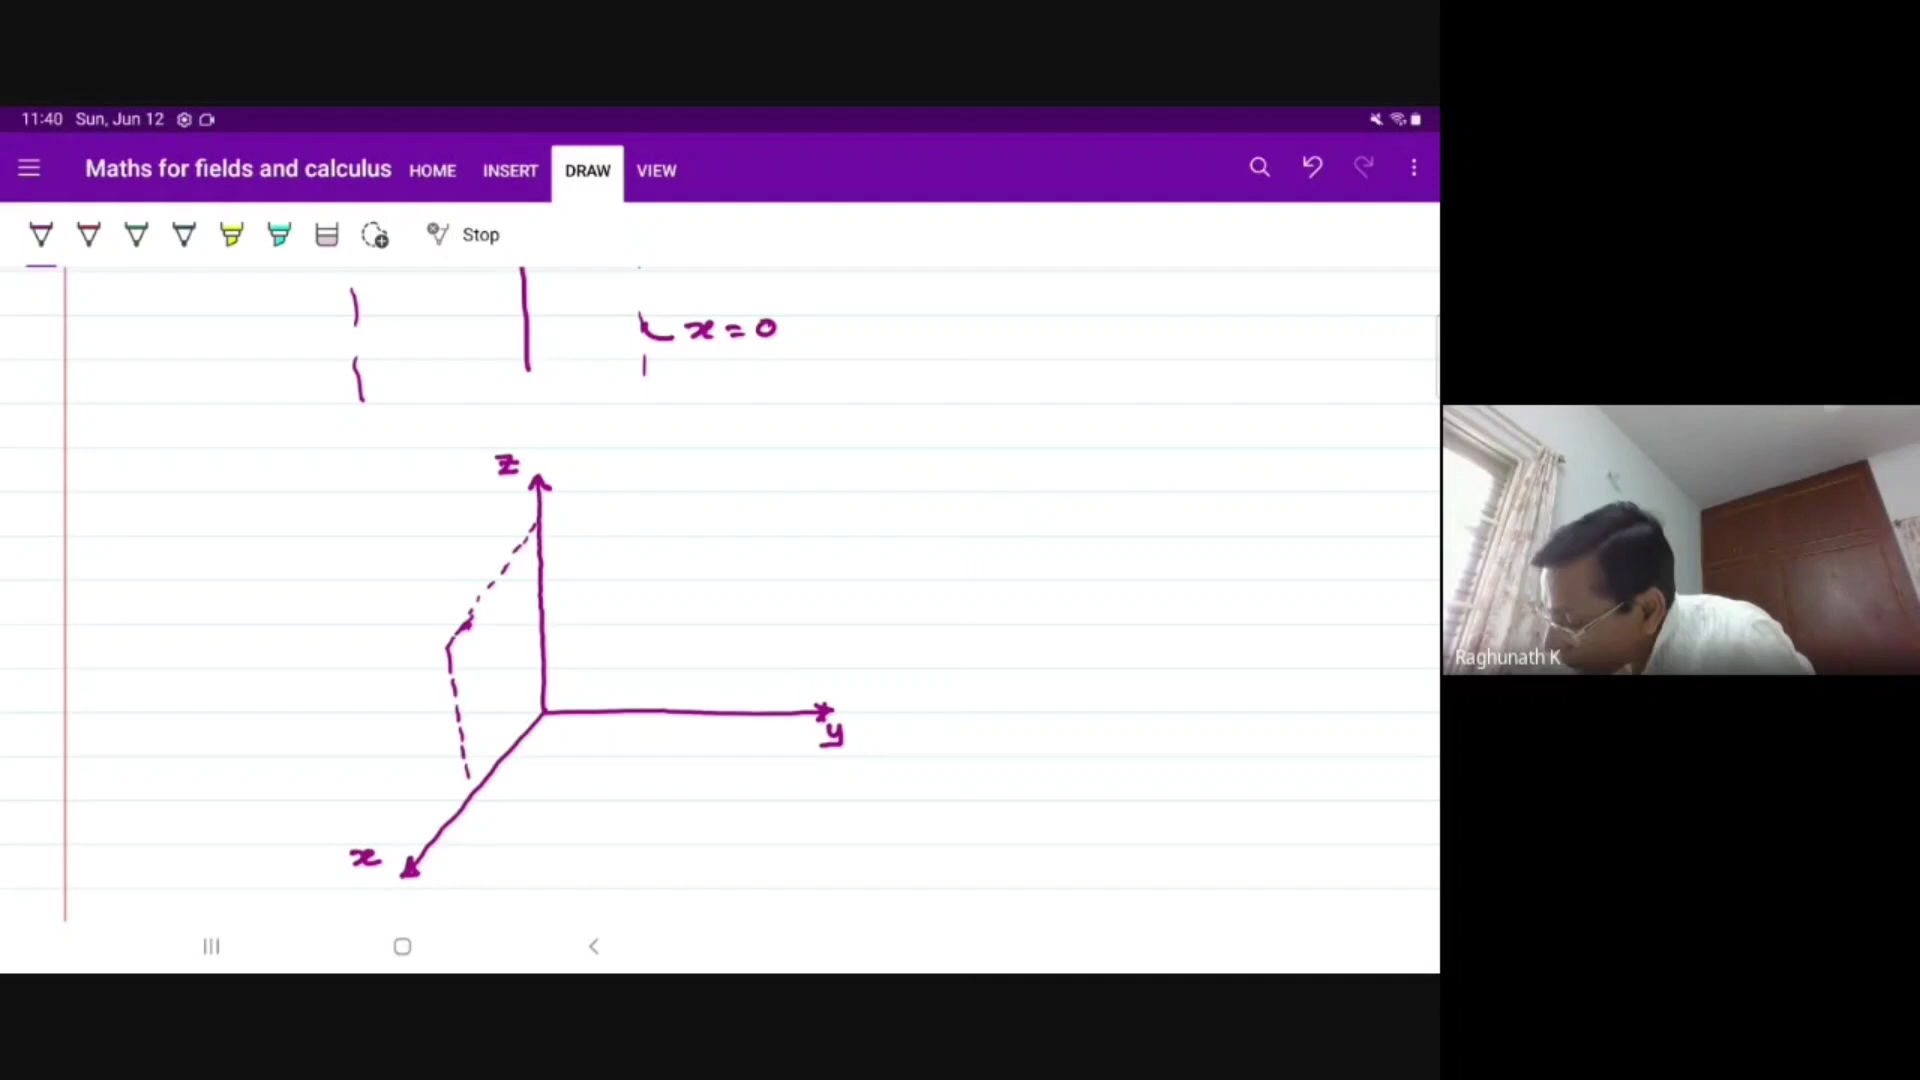 11:40 Sun, Jun 12
Maths for fields and calculus HOME INSERT DRAW VIEW
Stop
x = 0
z
y
x
Raghunath K